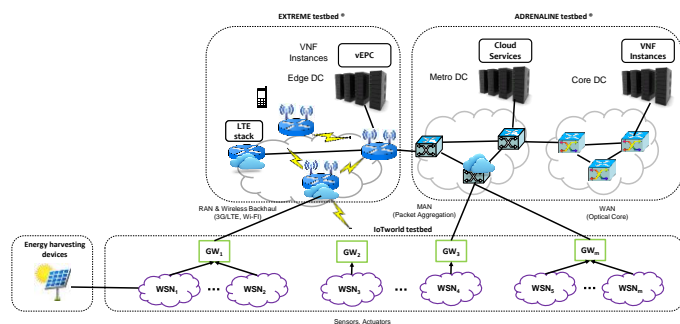 EXTREME testbed ®
ADRENALINE testbed ®
VNF
Instances
vEPC
Edge DC
Cloud
Services
VNF
Instances
Metro DC
Core DC
LTE
stack
RAN & Wireless Backhaul
(3G/LTE, Wi-FI)
MAN
(Packet Aggregation)
WAN
(Optical Core)
IoTworld testbed
Energy harvesting
devices
GW1
GW2
GW3
GWm
WSN1
...
WSN2
WSN3
...
WSN4
WSN5
...
WSNm
Sensors, Actuators